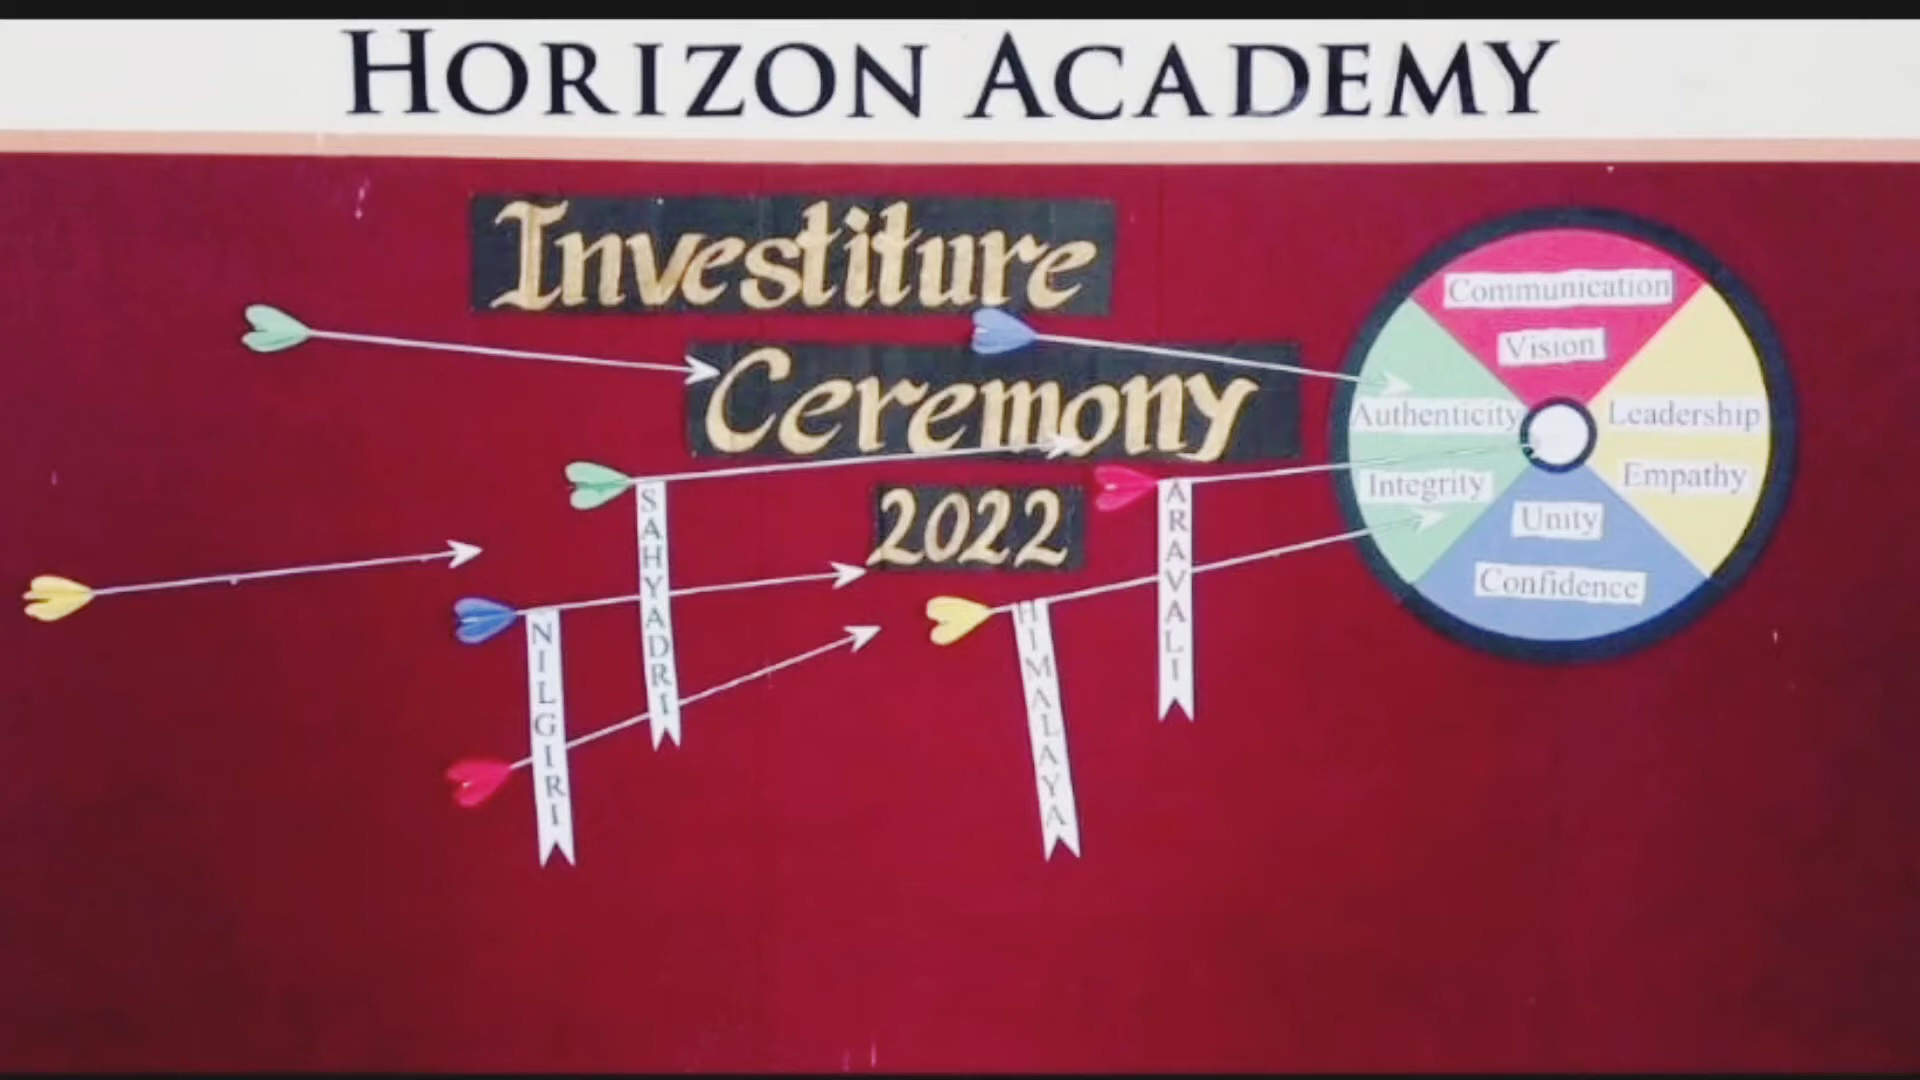 HORIZON ACADEMY
Investiture
Ceremony
2022
Communication
Vision
Authenticity
Integrity
Leadership
Empathy
Unity
Confidence
SAHYADRI
NILGIRI
HIMALAYA
ARAVALI